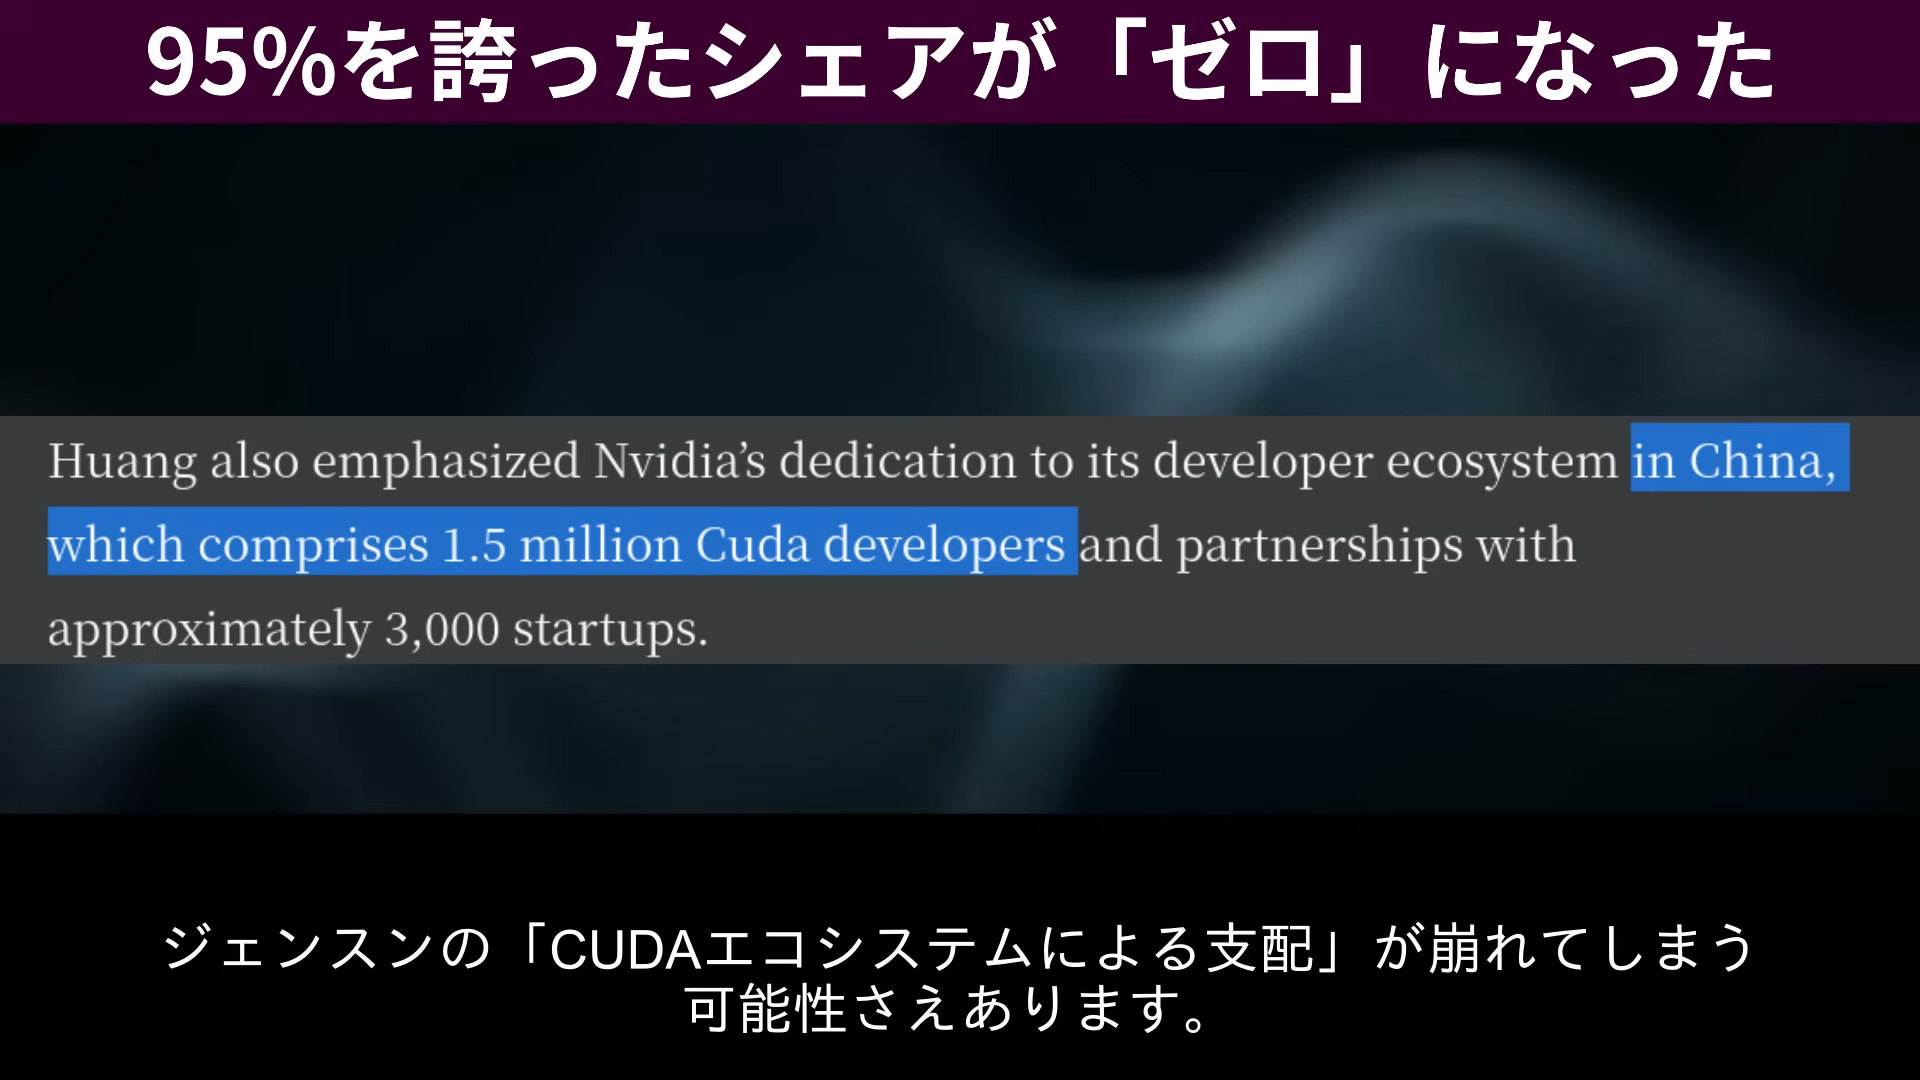 95%を誇ったシェアが「ゼロ」になった
Huang also emphasized Nvidia’s dedication to its developer ecosystem in China,
which comprises 1.5 million Cuda developers and partnerships with
approximately 3,000 startups.
ジェンスンの「CUDAエコシステムによる支配」が崩れてしまう
可能性さえあります。